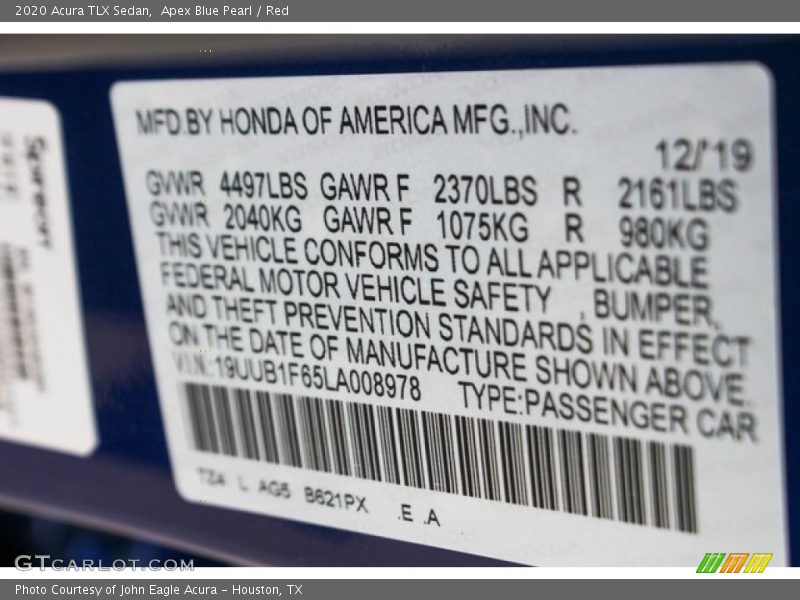 2020 Acura TLX Sedan,  Apex Blue Pearl / Red
MFD.BY HONDA OF AMERICA MFG.,INC.
12/'19
GVWR 4497LBS GAWR F 2370LBS R 2161LBS
GVWR 2040KG GAWR F 1075KG R 980KG
THIS VEHICLE CONFORMS TO ALL APPLICABLE
FEDERAL MOTOR VEHICLE SAFETY , BUMPER,
AND THEFT PREVENTION STANDARDS IN EFFECT
ON THE DATE OF MANUFACTURE SHOWN ABOVE.
V.I.N.:19UUB1F65LA008978 TYPE:PASSENGER CAR
TZ4 L AG5 B621PX .E .A
GTCARLOT.COM
Photo Courtesy of John Eagle Acura - Houston, TX